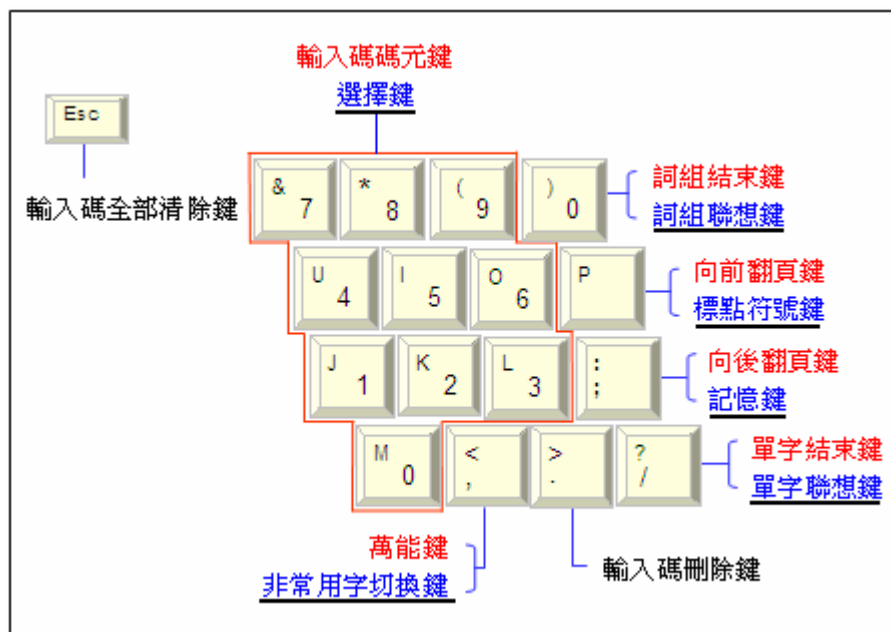 輸入碼碼元鍵
選擇鍵
Esc
輸入碼全部清除鍵
& 7
* 8
( 9
) 0
詞組結束鍵
詞組聯想鍵
U 4
I 5
O 6
P
向前翻頁鍵
標點符號鍵
J 1
K 2
L 3
: ;
向後翻頁鍵
記憶鍵
M 0
< ,
> .
? /
單字結束鍵
單字聯想鍵
萬能鍵
非常用字切換鍵
輸入碼刪除鍵